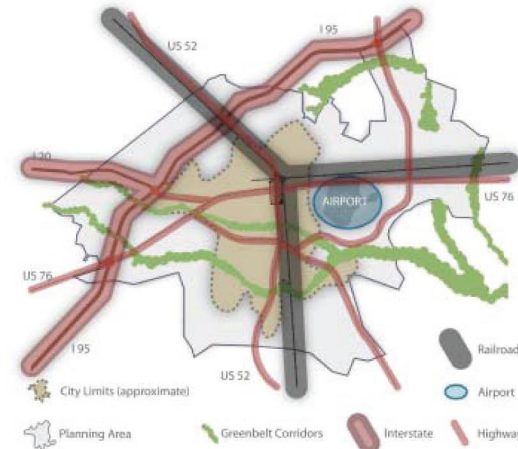 I 95
US 52
I 20
AIRPORT
US 76
US 76
I 95
US 52
Railroad
City Limits (approximate)
Airport
Planning Area
Greenbelt Corridors
Interstate
Highway